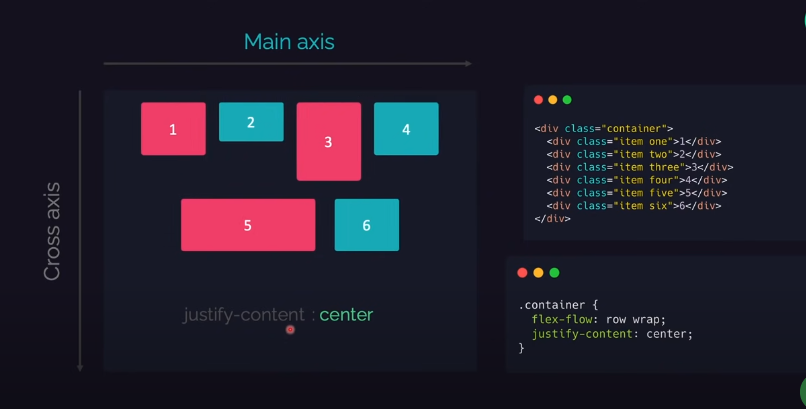 Main axis
Cross axis
1
2
3
4
5
6
justify-content : center
<div class="container">
  <div class="item one">1</div>
  <div class="item two">2</div>
  <div class="item three">3</div>
  <div class="item four">4</div>
  <div class="item five">5</div>
  <div class="item six">6</div>
</div>
.container {
  flex-flow: row wrap;
  justify-content: center;
}